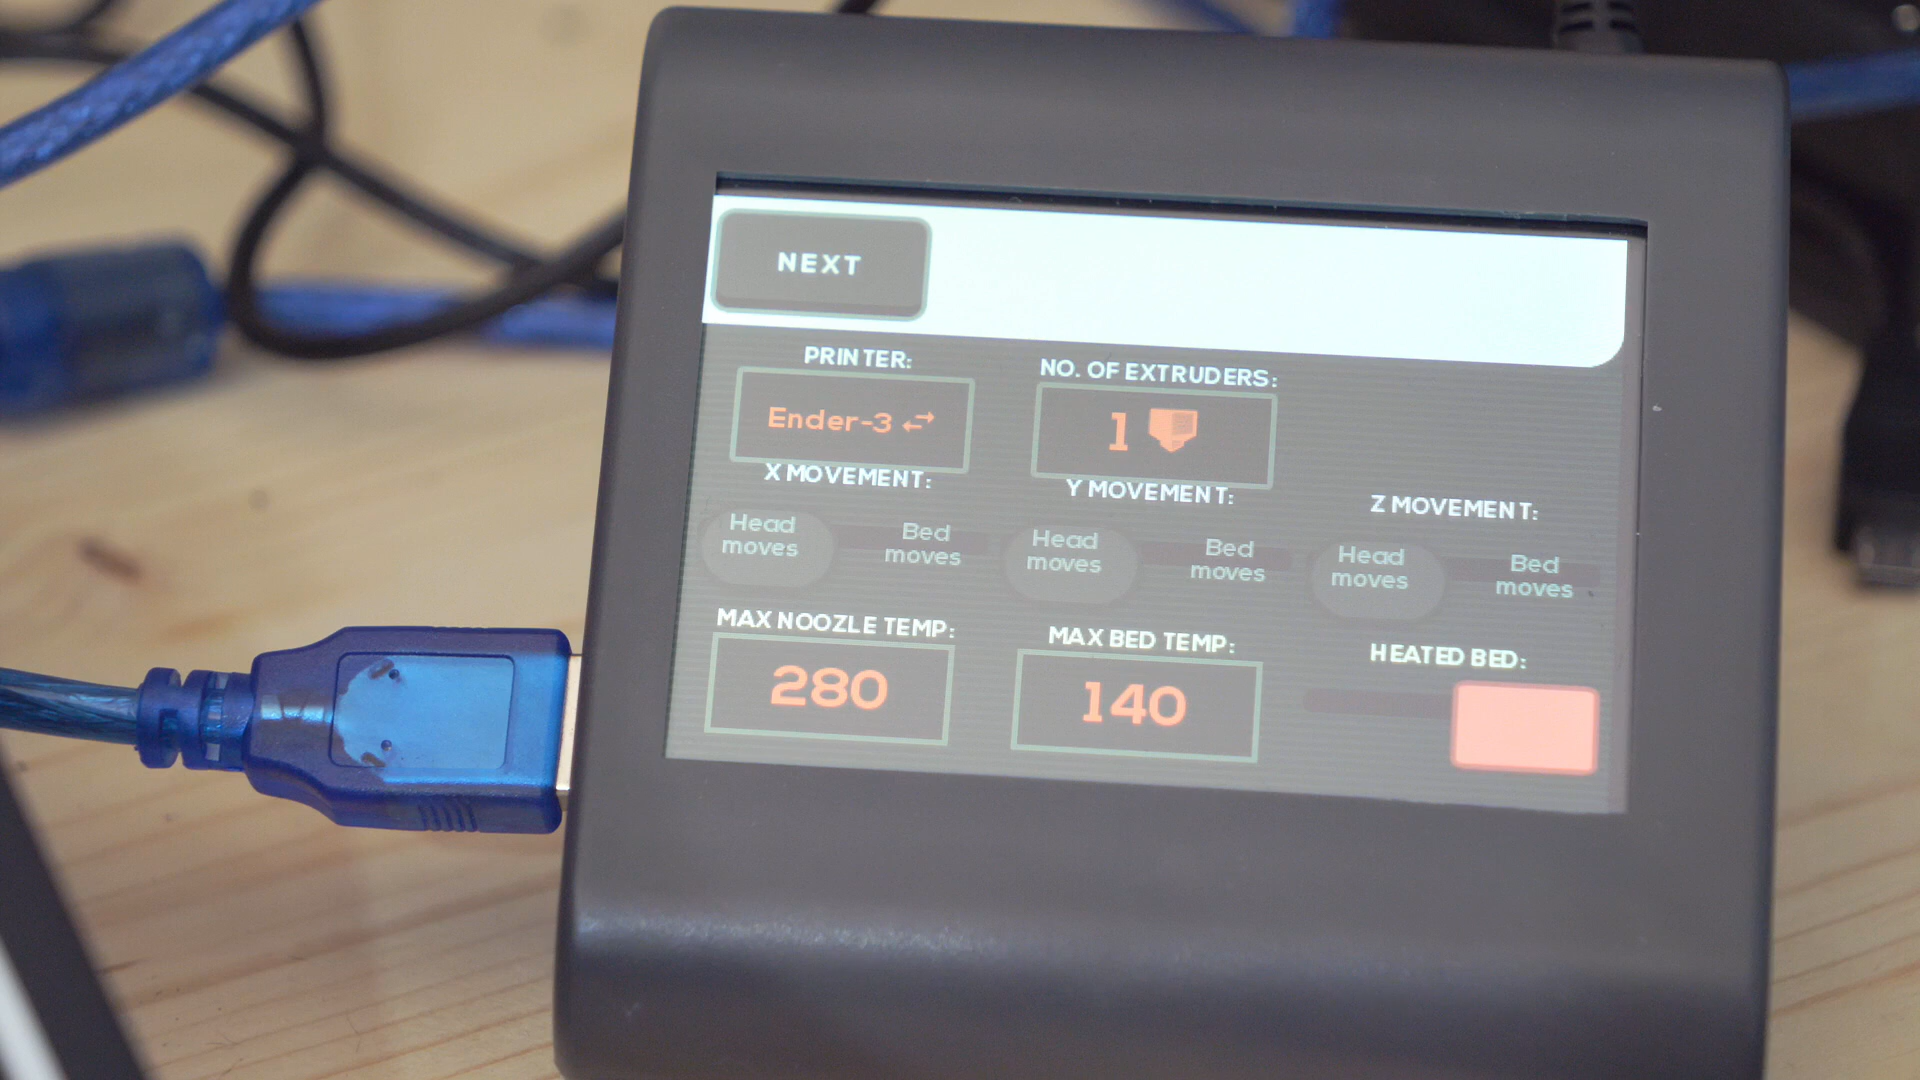 NEXT
PRINTER:
NO. OF EXTRUDERS:
Ender-3
1
X MOVEMENT:
Y MOVEMENT:
Z MOVEMENT:
Head
moves
Bed
moves
Head
moves
Bed
moves
Head
moves
Bed
moves
MAX NOOZLE TEMP:
MAX BED TEMP:
HEATED BED:
280
140